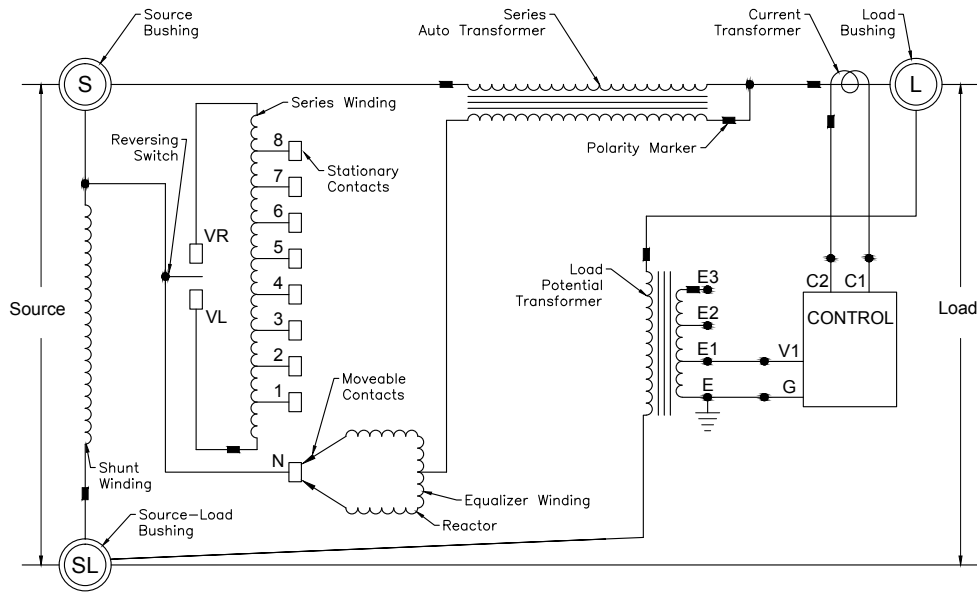 Source
Bushing
Series
Auto Transformer
Current
Transformer
Load
Bushing
S
L
Series Winding
Reversing
Switch
Polarity Marker
8
Stationary
Contacts
7
6
5
4
3
2
1
VR
VL
Source
Load
Load
Potential
Transformer
E3
E2
E1
E
V1
G
C2
C1
CONTROL
Moveable
Contacts
N
Shunt
Winding
Equalizer Winding
Reactor
Source-Load
Bushing
SL